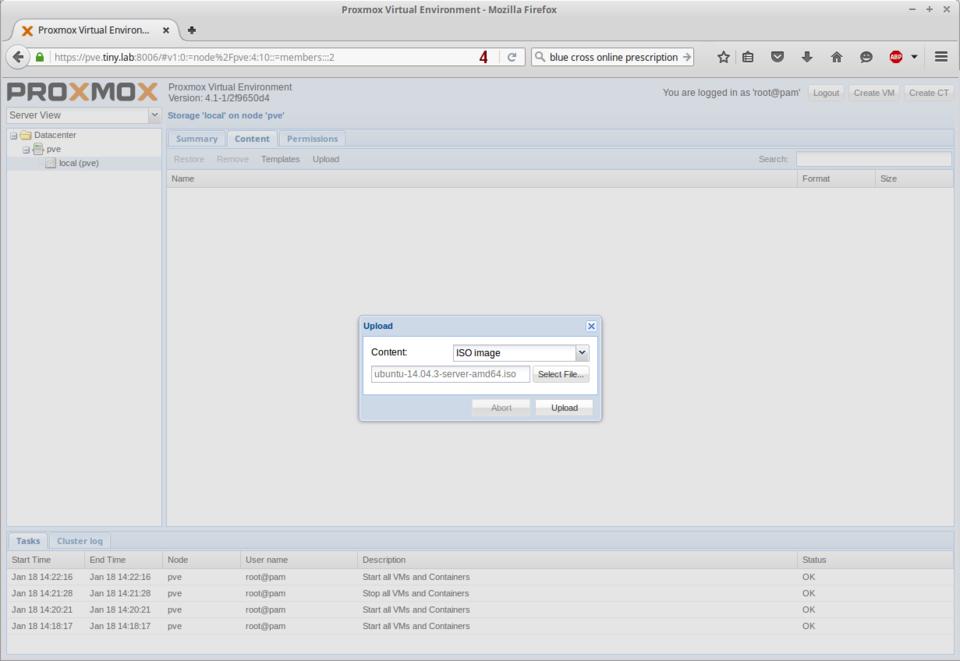 Proxmox Virtual Environment - Mozilla Firefox
Proxmox Virtual Environ...
https://pve.tiny.lab:8006/#v1:0:=node%2Fpve:4:10::=members:::2
4
blue cross online prescription
ABP
PROXMOX
Proxmox Virtual Environment
Version: 4.1-1/2f9650d4
You are logged in as 'root@pam'
Logout
Create VM
Create CT
Server View
Storage 'local' on node 'pve'
Datacenter
pve
local (pve)
Summary Content Permissions
Restore Remove Templates Upload
Search:
Name Format Size
Upload
Content: ISO image
ubuntu-14.04.3-server-amd64.iso Select File...
Abort Upload
Tasks Cluster log
Start Time End Time Node User name Description Status
Jan 18 14:22:16 Jan 18 14:22:16 pve root@pam Start all VMs and Containers OK
Jan 18 14:21:28 Jan 18 14:21:28 pve root@pam Stop all VMs and Containers OK
Jan 18 14:20:21 Jan 18 14:20:21 pve root@pam Start all VMs and Containers OK
Jan 18 14:18:17 Jan 18 14:18:17 pve root@pam Start all VMs and Containers OK